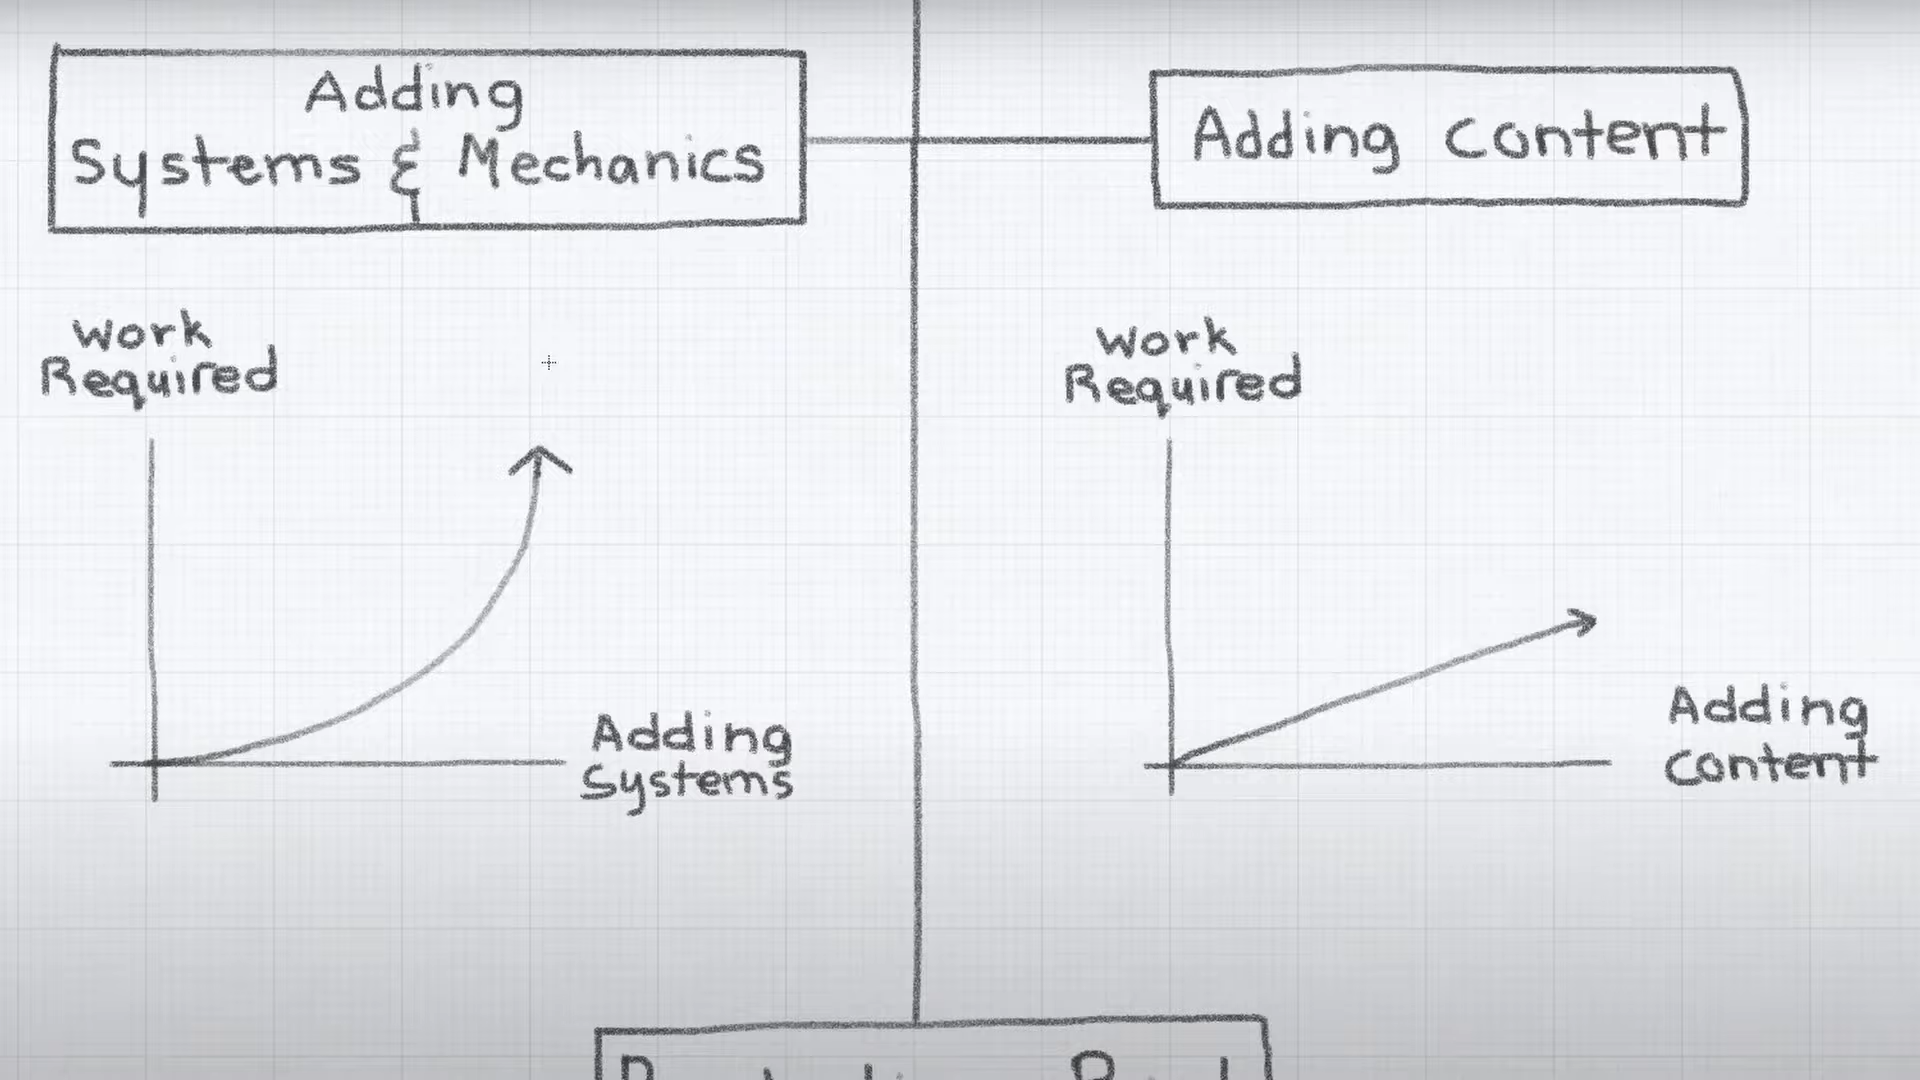 Adding
Systems & Mechanics
Adding Content
Work
Required
Work
Required
Adding
Systems
Adding
Content